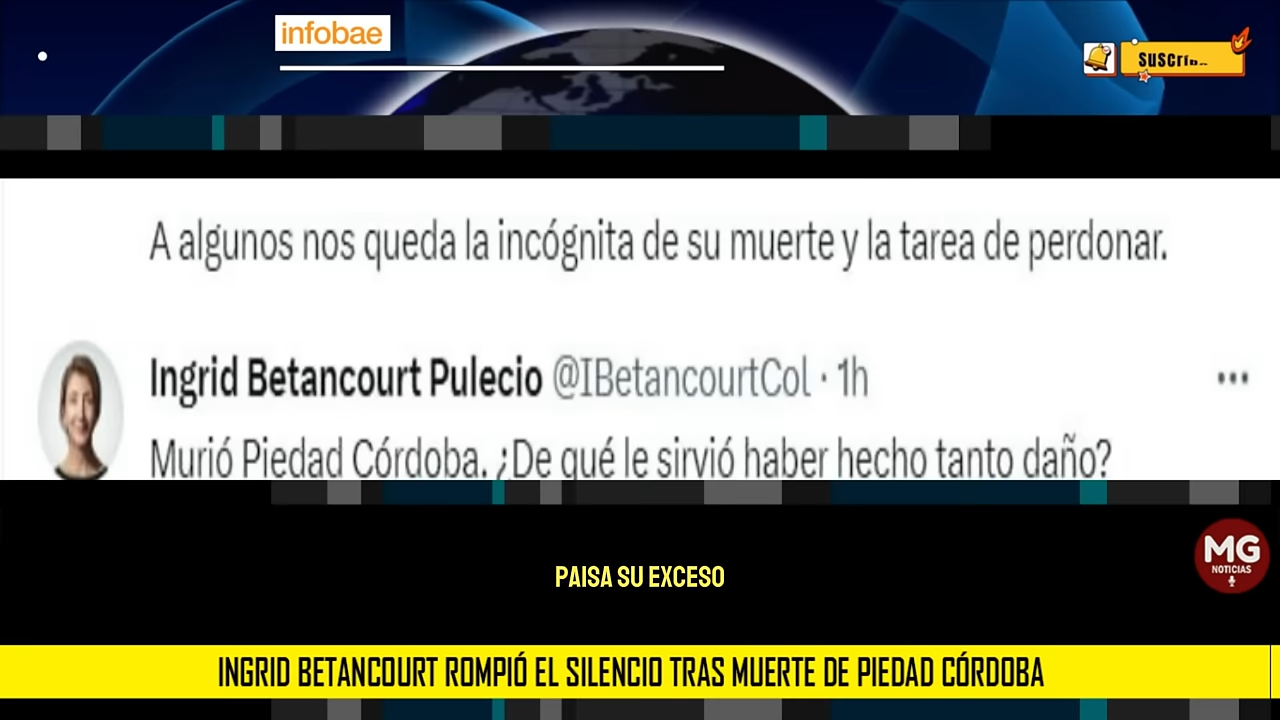 infobae
A algunos nos queda la incógnita de su muerte y la tarea de perdonar.
Ingrid Betancourt Pulecio @IBetancourtCol · 1h
Murió Piedad Córdoba. ¿De qué le sirvió haber hecho tanto daño?
PAISA SU EXCESO
MG
NOTICIAS
INGRID BETANCOURT ROMPIÓ EL SILENCIO TRAS MUERTE DE PIEDAD CÓRDOBA